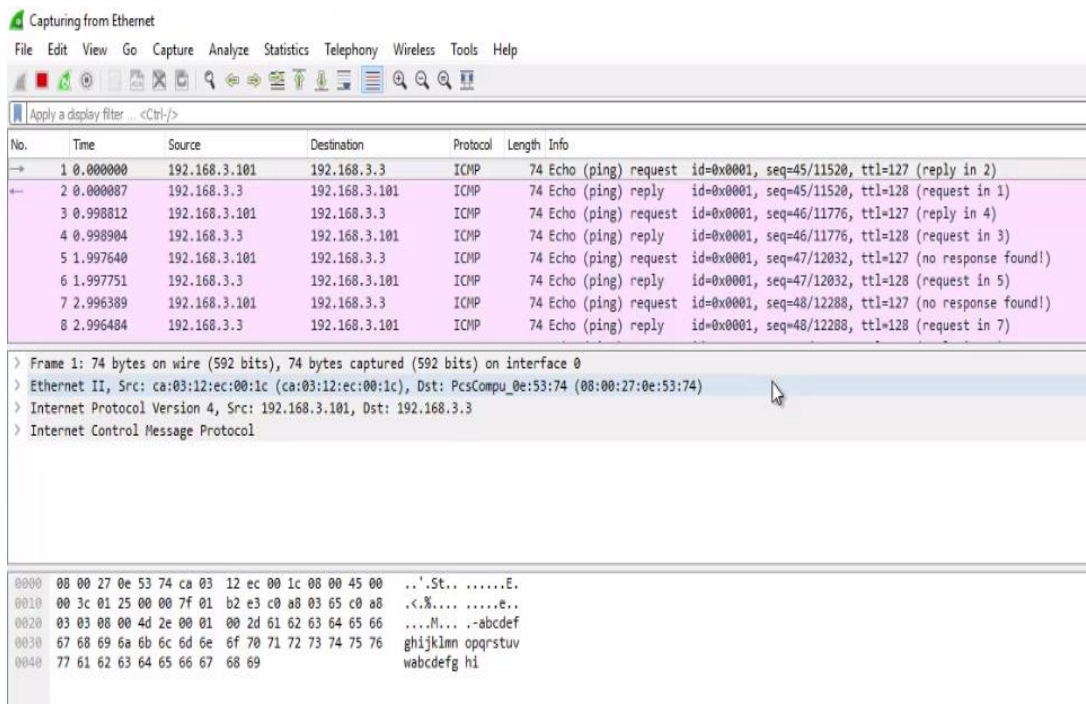 Capturing from Ethernet
File Edit View Go Capture Analyze Statistics Telephony Wireless Tools Help
Apply a display filter ... <Ctrl-/>
No. Time Source Destination Protocol Length Info
1 0.000000 192.168.3.101 192.168.3.3 ICMP 74 Echo (ping) request id=0x0001, seq=45/11520, ttl=127 (reply in 2)
2 0.000087 192.168.3.3 192.168.3.101 ICMP 74 Echo (ping) reply id=0x0001, seq=45/11520, ttl=128 (request in 1)
3 0.998812 192.168.3.101 192.168.3.3 ICMP 74 Echo (ping) request id=0x0001, seq=46/11776, ttl=127 (reply in 4)
4 0.998904 192.168.3.3 192.168.3.101 ICMP 74 Echo (ping) reply id=0x0001, seq=46/11776, ttl=128 (request in 3)
5 1.997640 192.168.3.101 192.168.3.3 ICMP 74 Echo (ping) request id=0x0001, seq=47/12032, ttl=127 (no response found!)
6 1.997751 192.168.3.3 192.168.3.101 ICMP 74 Echo (ping) reply id=0x0001, seq=47/12032, ttl=128 (request in 5)
7 2.996389 192.168.3.101 192.168.3.3 ICMP 74 Echo (ping) request id=0x0001, seq=48/12288, ttl=127 (no response found!)
8 2.996484 192.168.3.3 192.168.3.101 ICMP 74 Echo (ping) reply id=0x0001, seq=48/12288, ttl=128 (request in 7)
> Frame 1: 74 bytes on wire (592 bits), 74 bytes captured (592 bits) on interface 0
> Ethernet II, Src: ca:03:12:ec:00:1c (ca:03:12:ec:00:1c), Dst: PcsCompu_0e:53:74 (08:00:27:0e:53:74)
> Internet Protocol Version 4, Src: 192.168.3.101, Dst: 192.168.3.3
> Internet Control Message Protocol
0000 08 00 27 0e 53 74 ca 03 12 ec 00 1c 08 00 45 00 ..'.St.. ......E.
0010 00 3c 01 25 00 00 7f 01 b2 e3 c0 a8 03 65 c0 a8 .<.%.... .....e..
0020 03 03 08 00 4d 2e 00 01 00 2d 61 62 63 64 65 66 ....M... .-abcdef
0030 67 68 69 6a 6b 6c 6d 6e 6f 70 71 72 73 74 75 76 ghijklmn opqrstuv
0040 77 61 62 63 64 65 66 67 68 69 wabcdefg hi